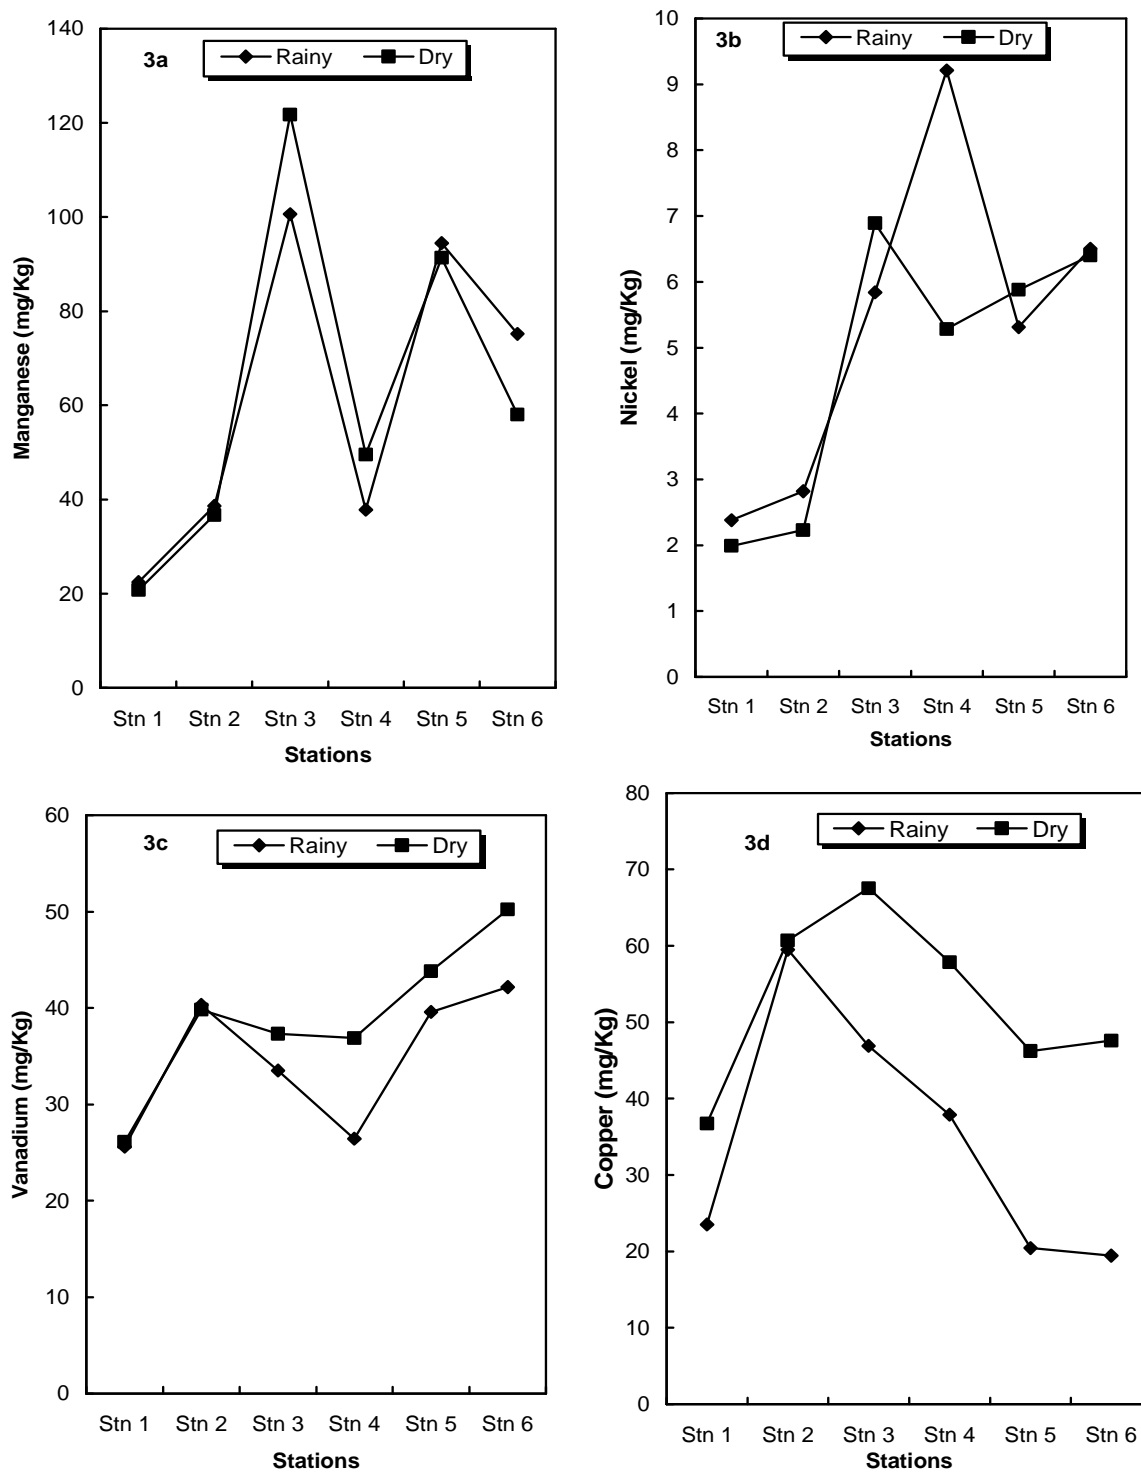 3a
Rainy
Dry
Manganese (mg/Kg)
140
120
100
80
60
40
20
0
Stn 1 Stn 2 Stn 3 Stn 4 Stn 5 Stn 6
Stations
3b
Rainy
Dry
Nickel (mg/Kg)
10
9
8
7
6
5
4
3
2
1
0
Stn 1 Stn 2 Stn 3 Stn 4 Stn 5 Stn 6
Stations
3c
Rainy
Dry
Vanadium (mg/Kg)
60
50
40
30
20
10
0
Stn 1 Stn 2 Stn 3 Stn 4 Stn 5 Stn 6
Stations
3d
Rainy
Dry
Copper (mg/Kg)
80
70
60
50
40
30
20
10
0
Stn 1 Stn 2 Stn 3 Stn 4 Stn 5 Stn 6
Stations